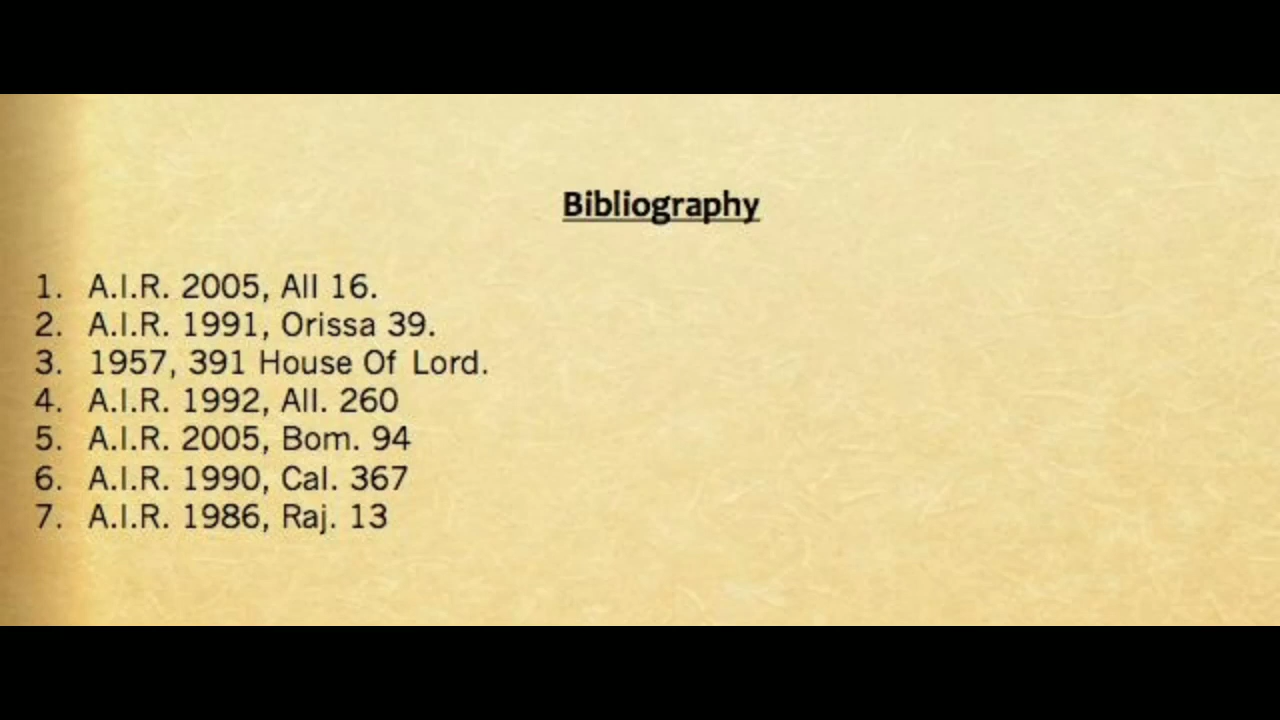 Bibliography
1. A.I.R. 2005, All 16.
2. A.I.R. 1991, Orissa 39.
3. 1957, 391 House Of Lord.
4. A.I.R. 1992, All. 260
5. A.I.R. 2005, Bom. 94
6. A.I.R. 1990, Cal. 367
7. A.I.R. 1986, Raj. 13